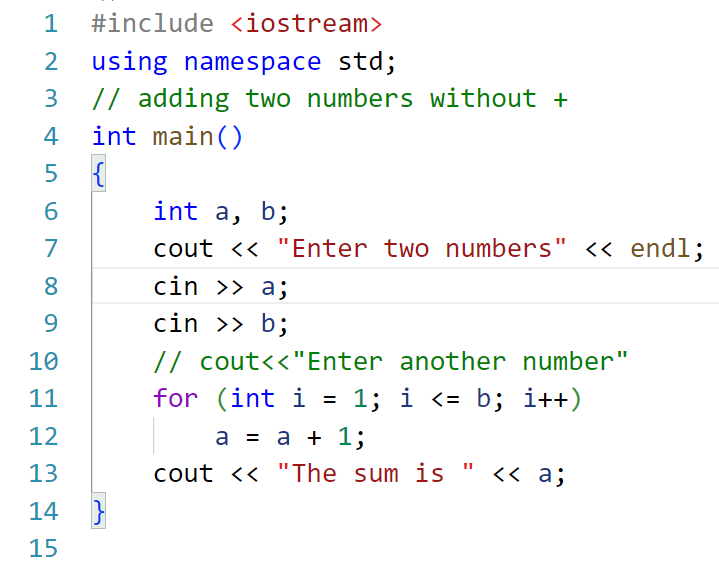 1 #include <iostream>
2 using namespace std;
3 // adding two numbers without +
4 int main()
5 {
6     int a, b;
7     cout << "Enter two numbers" << endl;
8     cin >> a;
9     cin >> b;
10     // cout<<"Enter another number"
11     for (int i = 1; i <= b; i++)
12         a = a + 1;
13     cout << "The sum is " << a;
14 }
15